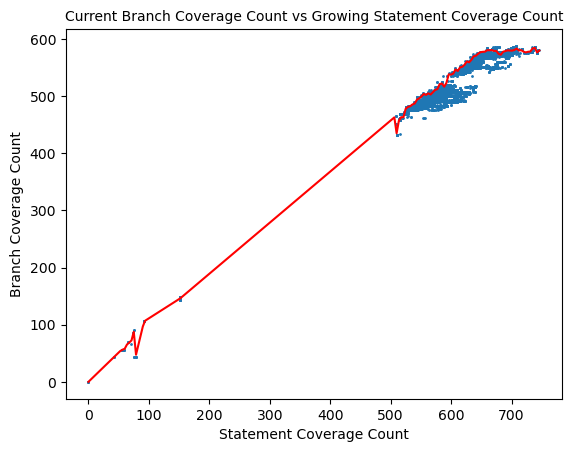 Current Branch Coverage Count vs Growing Statement Coverage Count
600
500
400
300
200
100
0
Branch Coverage Count
0 100 200 300 400 500 600 700
Statement Coverage Count